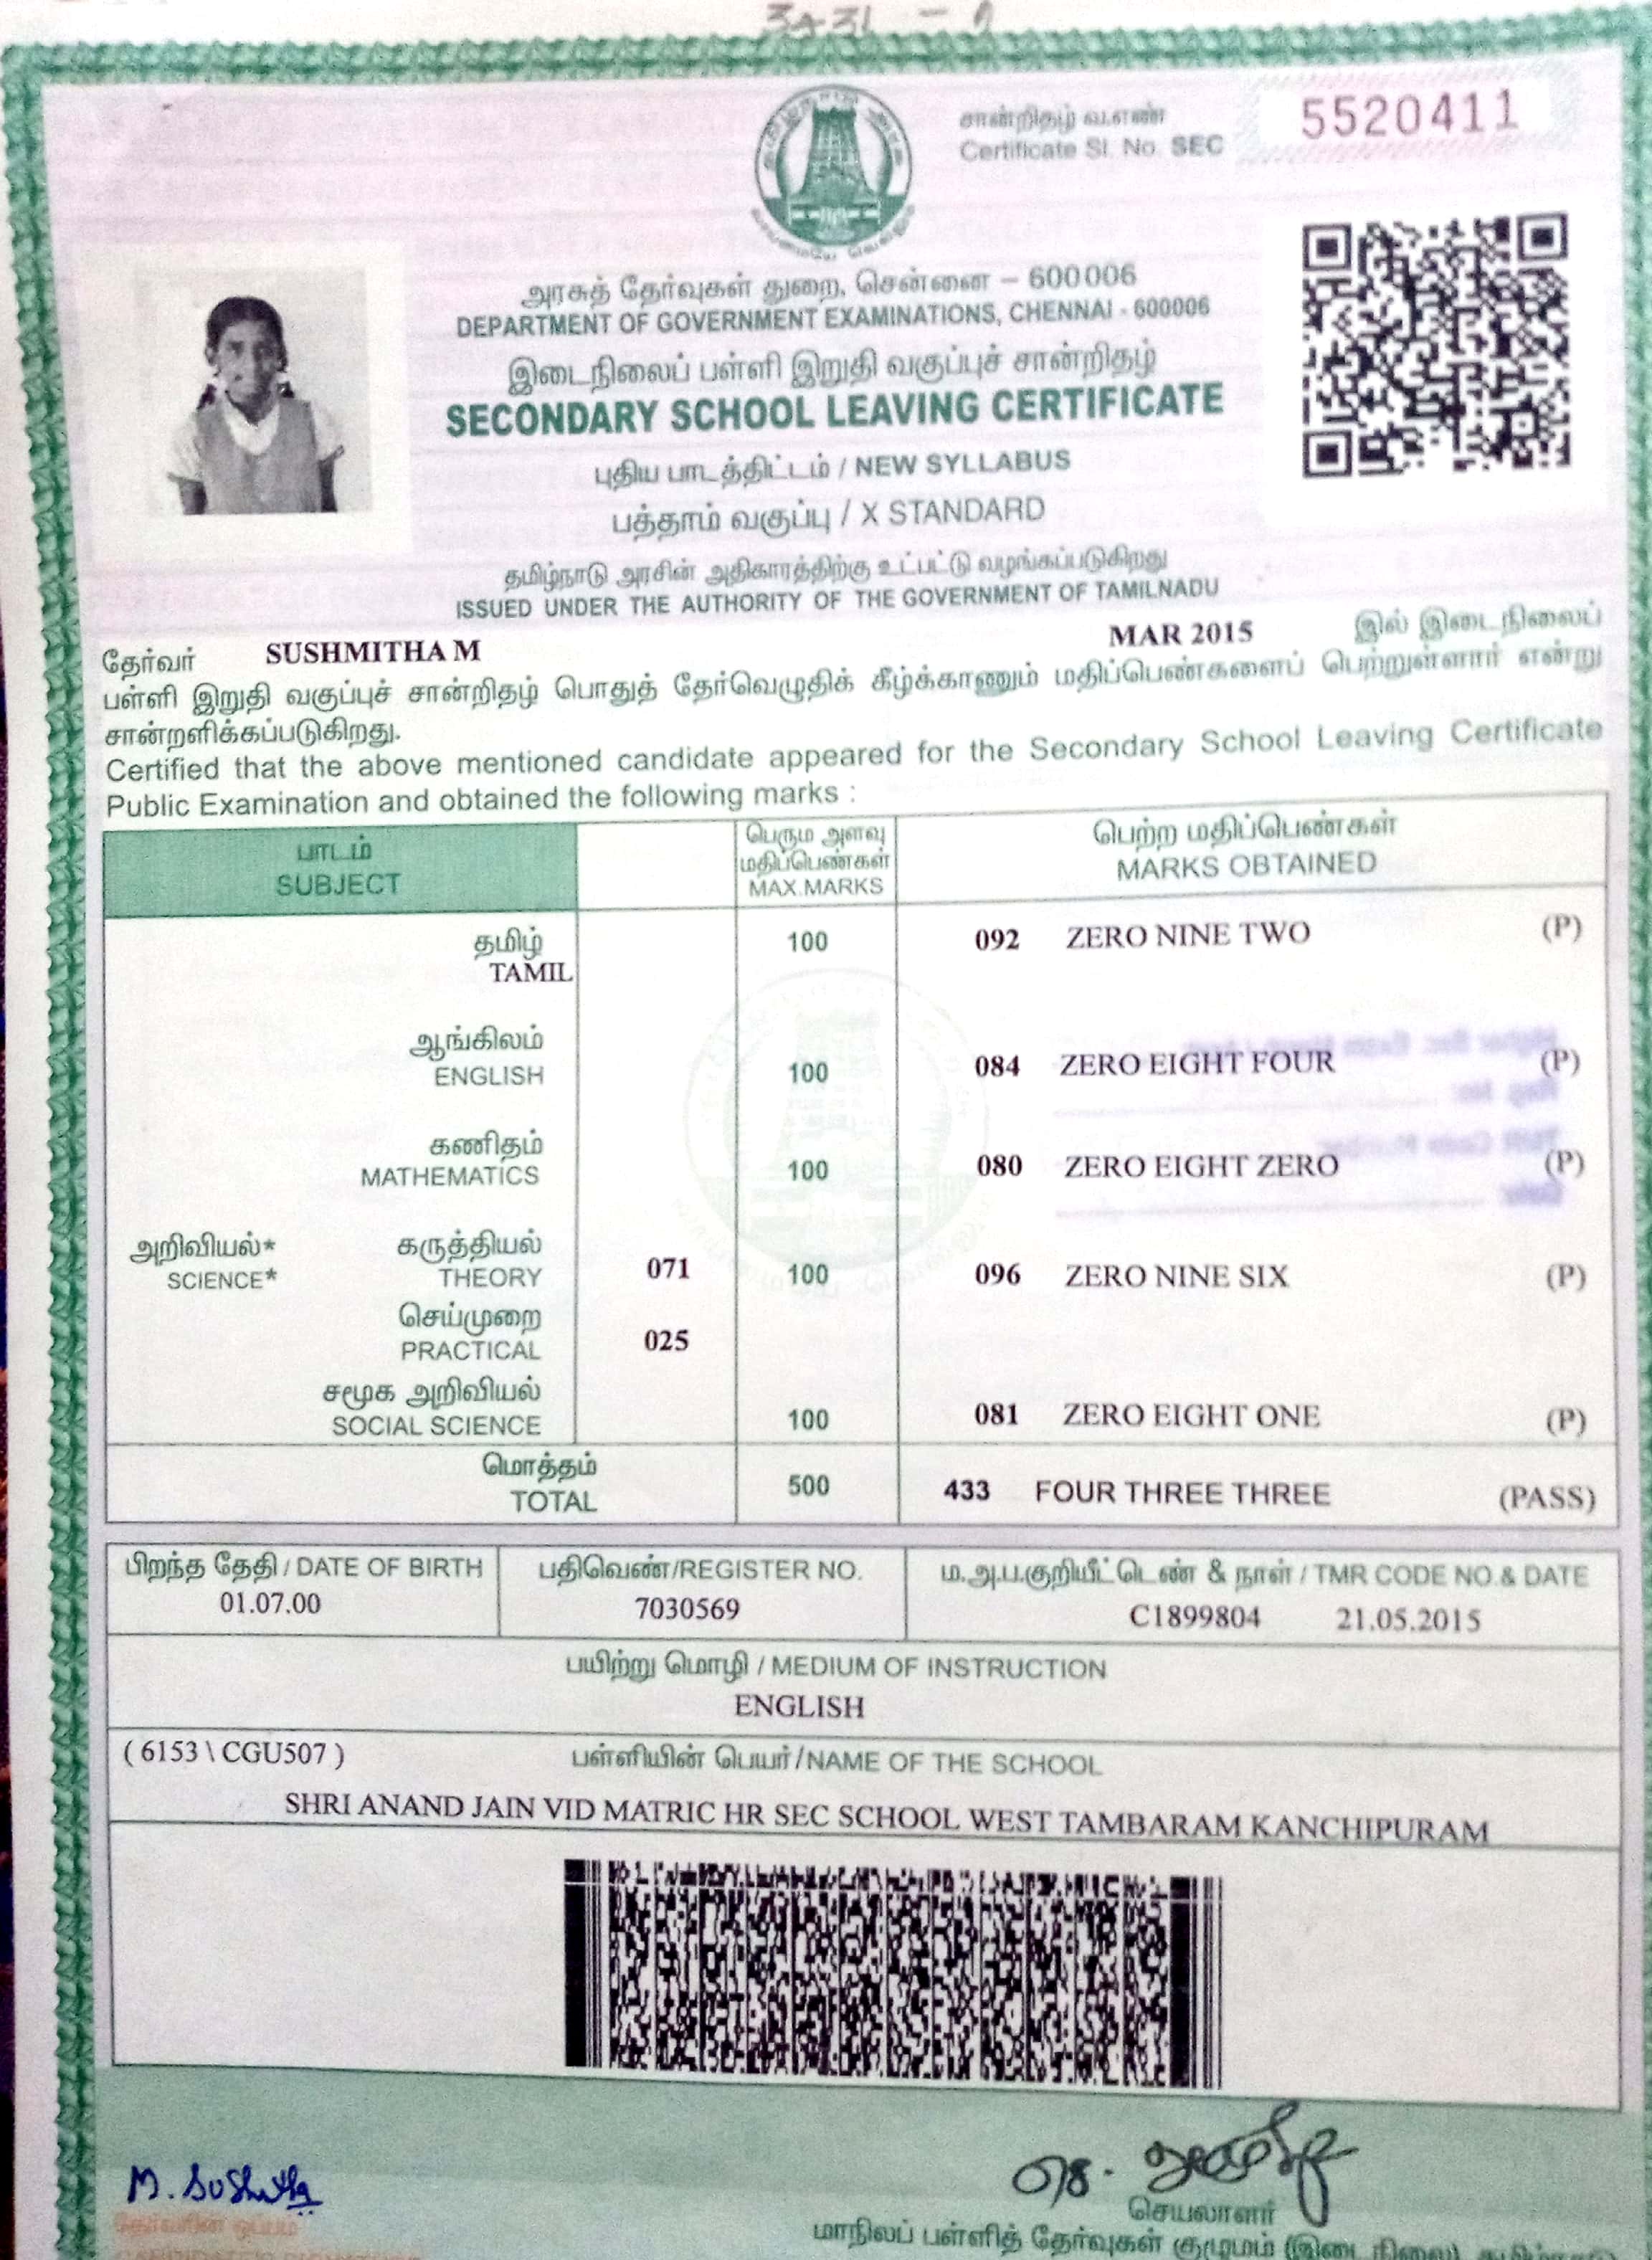 சான்றிதழ் வ.எண்
Certificate Sl. No. SEC 5520411
அரசுத் தேர்வுகள் துறை, சென்னை – 600006
DEPARTMENT OF GOVERNMENT EXAMINATIONS, CHENNAI - 600006
இடைநிலைப் பள்ளி இறுதி வகுப்புச் சான்றிதழ்
SECONDARY SCHOOL LEAVING CERTIFICATE
புதிய பாடத்திட்டம் / NEW SYLLABUS
பத்தாம் வகுப்பு / X STANDARD
தமிழ்நாடு அரசின் அதிகாரத்திற்கு உட்பட்டு வழங்கப்படுகிறது
ISSUED UNDER THE AUTHORITY OF THE GOVERNMENT OF TAMILNADU
தேர்வர் SUSHMITHA M MAR 2015 இல் இடைநிலைப்
பள்ளி இறுதி வகுப்புச் சான்றிதழ் பொதுத் தேர்வெழுதிக் கீழ்க்காணும் மதிப்பெண்களைப் பெற்றுள்ளார் என்று
சான்றளிக்கப்படுகிறது.
Certified that the above mentioned candidate appeared for the Secondary School Leaving Certificate
Public Examination and obtained the following marks :
பாடம்
SUBJECT
பெரும அளவு
மதிப்பெண்கள்
MAX.MARKS
பெற்ற மதிப்பெண்கள்
MARKS OBTAINED
தமிழ் 100 092 ZERO NINE TWO (P)
TAMIL
ஆங்கிலம்
ENGLISH 100 084 ZERO EIGHT FOUR (P)
கணிதம்
MATHEMATICS 100 080 ZERO EIGHT ZERO (P)
அறிவியல்* கருத்தியல்
SCIENCE* THEORY 071 100 096 ZERO NINE SIX (P)
செய்முறை
PRACTICAL 025
சமூக அறிவியல்
SOCIAL SCIENCE 100 081 ZERO EIGHT ONE (P)
மொத்தம்
TOTAL 500 433 FOUR THREE THREE (PASS)
பிறந்த தேதி / DATE OF BIRTH
01.07.00
பதிவெண்/REGISTER NO.
7030569
ம.அ.ப.குறியீட்டெண் & நாள் / TMR CODE NO.& DATE
C1899804 21.05.2015
பயிற்று மொழி / MEDIUM OF INSTRUCTION
ENGLISH
( 6153 \ CGU507 ) பள்ளியின் பெயர்/NAME OF THE SCHOOL
SHRI ANAND JAIN VID MATRIC HR SEC SCHOOL WEST TAMBARAM KANCHIPURAM
M. Sushmitha
தேர்வரின் ஒப்பம்
செயலாளர்
மாநிலப் பள்ளித் தேர்வுகள் குழுமம்